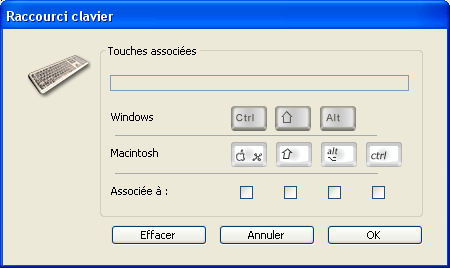 Raccourci clavier
Touches associées
Windows Ctrl Alt
Macintosh alt ctrl
Associée à :
Effacer Annuler OK